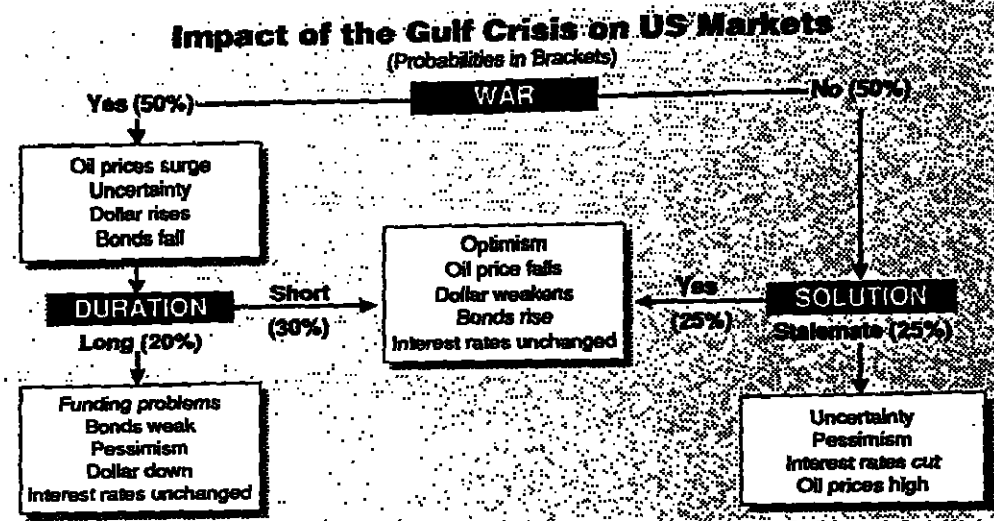 Impact of the Gulf Crisis on US Markets
(Probabilities in Brackets)
WAR
Yes (50%)
No (50%)
Oil prices surge
Uncertainty
Dollar rises
Bonds fall
DURATION
Short
(30%)
Long (20%)
Optimism
Oil price falls
Dollar weakens
Bonds rise
Interest rates unchanged
Yes
(25%)
SOLUTION
Stalemate (25%)
Funding problems
Bonds weak
Pessimism
Dollar down
Interest rates unchanged
Uncertainty
Pessimism
Interest rates cut
Oil prices high